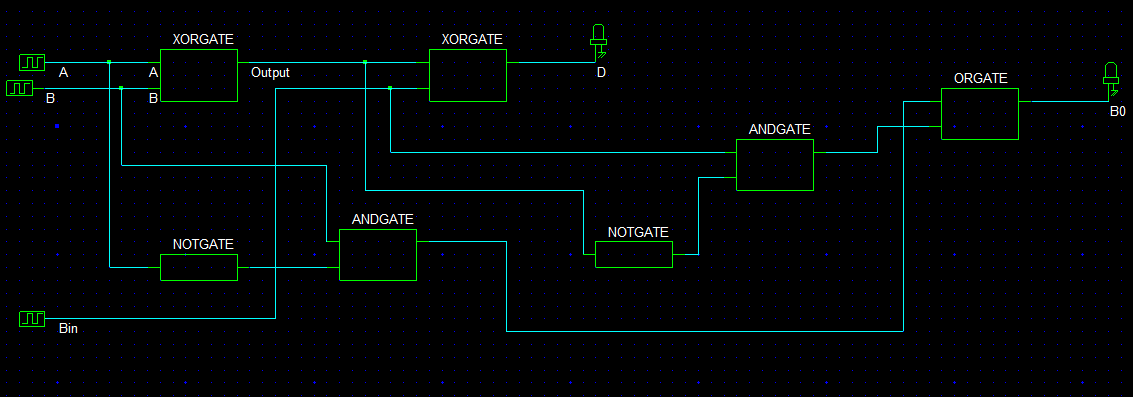 XORGATE
XORGATE
A
A
Output
D
B
B
ORGATE
B0
ANDGATE
ANDGATE
NOTGATE
NOTGATE
Bin